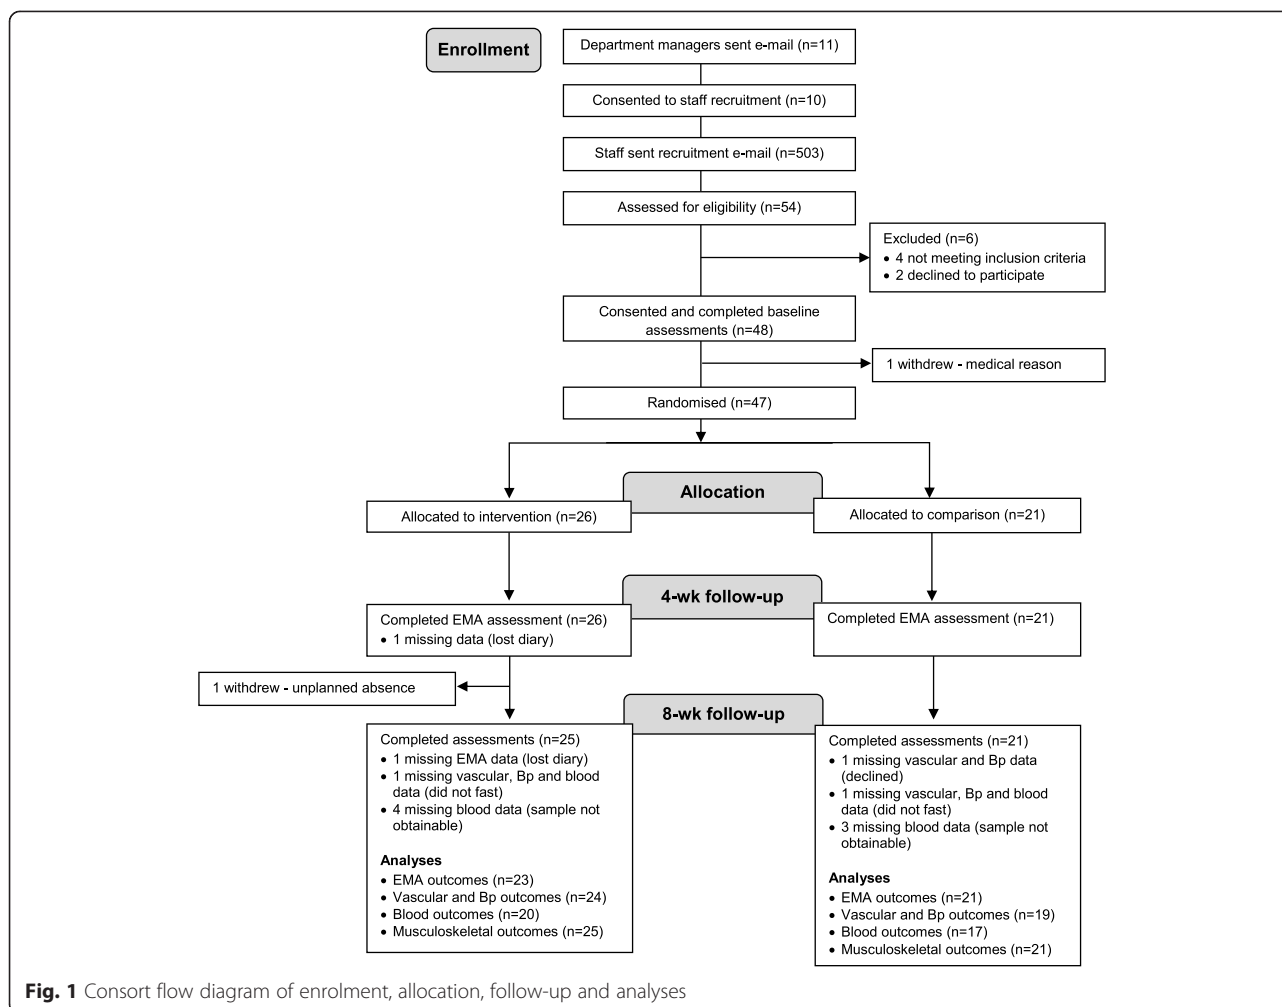 Enrollment
Department managers sent e-mail (n=11)
Consented to staff recruitment (n=10)
Staff sent recruitment e-mail (n=503)
Assessed for eligibility (n=54)
Excluded (n=6)
• 4 not meeting inclusion criteria
• 2 declined to participate
Consented and completed baseline
assessments (n=48)
1 withdrew - medical reason
Randomised (n=47)
Allocation
Allocated to intervention (n=26)
Allocated to comparison (n=21)
4-wk follow-up
Completed EMA assessment (n=26)
• 1 missing data (lost diary)
Completed EMA assessment (n=21)
1 withdrew - unplanned absence
8-wk follow-up
Completed assessments (n=25)
• 1 missing EMA data (lost diary)
• 1 missing vascular, Bp and blood
data (did not fast)
• 4 missing blood data (sample not
obtainable)
Analyses
• EMA outcomes (n=23)
• Vascular and Bp outcomes (n=24)
• Blood outcomes (n=20)
• Musculoskeletal outcomes (n=25)
Completed assessments (n=21)
• 1 missing vascular and Bp data
(declined)
• 1 missing vascular, Bp and blood
data (did not fast)
• 3 missing blood data (sample not
obtainable)
Analyses
• EMA outcomes (n=21)
• Vascular and Bp outcomes (n=19)
• Blood outcomes (n=17)
• Musculoskeletal outcomes (n=21)
Fig. 1 Consort flow diagram of enrolment, allocation, follow-up and analyses